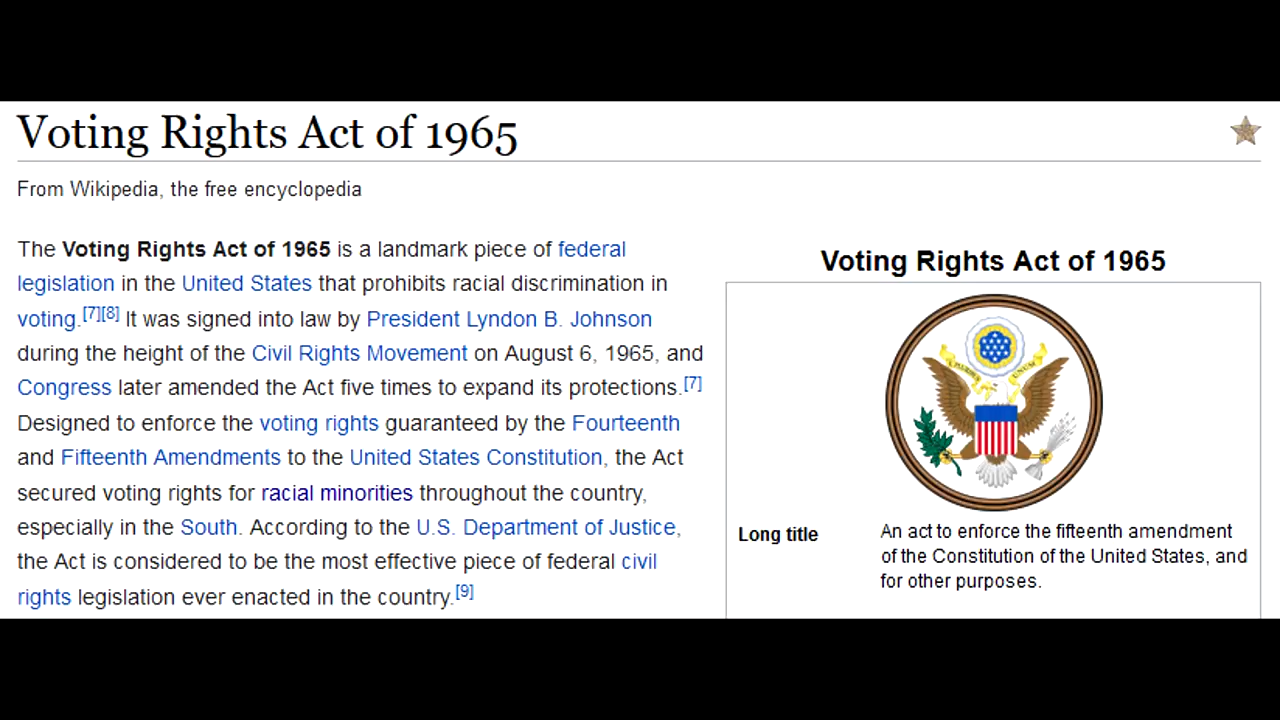 Voting Rights Act of 1965
From Wikipedia, the free encyclopedia
The Voting Rights Act of 1965 is a landmark piece of federal
legislation in the United States that prohibits racial discrimination in
voting.[7][8] It was signed into law by President Lyndon B. Johnson
during the height of the Civil Rights Movement on August 6, 1965, and
Congress later amended the Act five times to expand its protections.[7]
Designed to enforce the voting rights guaranteed by the Fourteenth
and Fifteenth Amendments to the United States Constitution, the Act
secured voting rights for racial minorities throughout the country,
especially in the South. According to the U.S. Department of Justice,
the Act is considered to be the most effective piece of federal civil
rights legislation ever enacted in the country.[9]
Voting Rights Act of 1965
UNUM
Long title
An act to enforce the fifteenth amendment
of the Constitution of the United States, and
for other purposes.